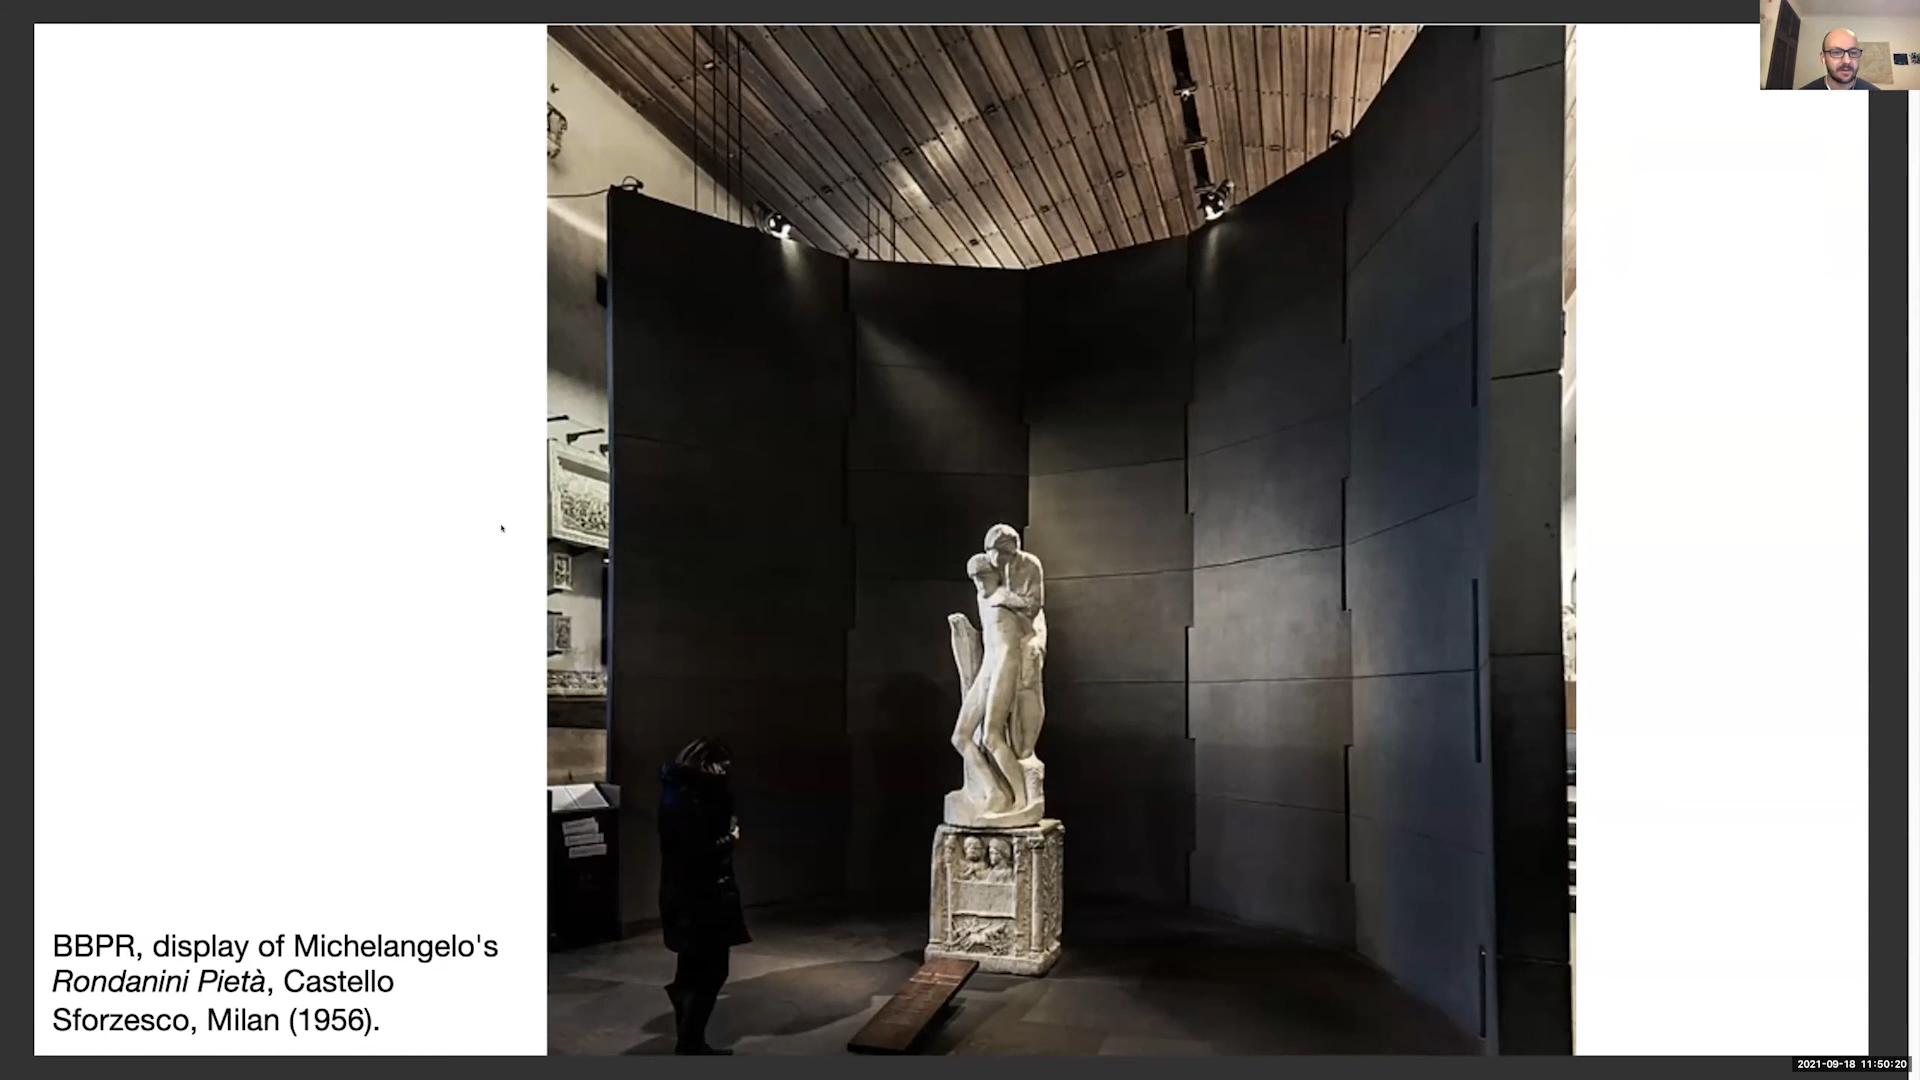 BBPR, display of Michelangelo's
Rondanini Pietà, Castello
Sforzesco, Milan (1956).
2021-09-18 11:50:20